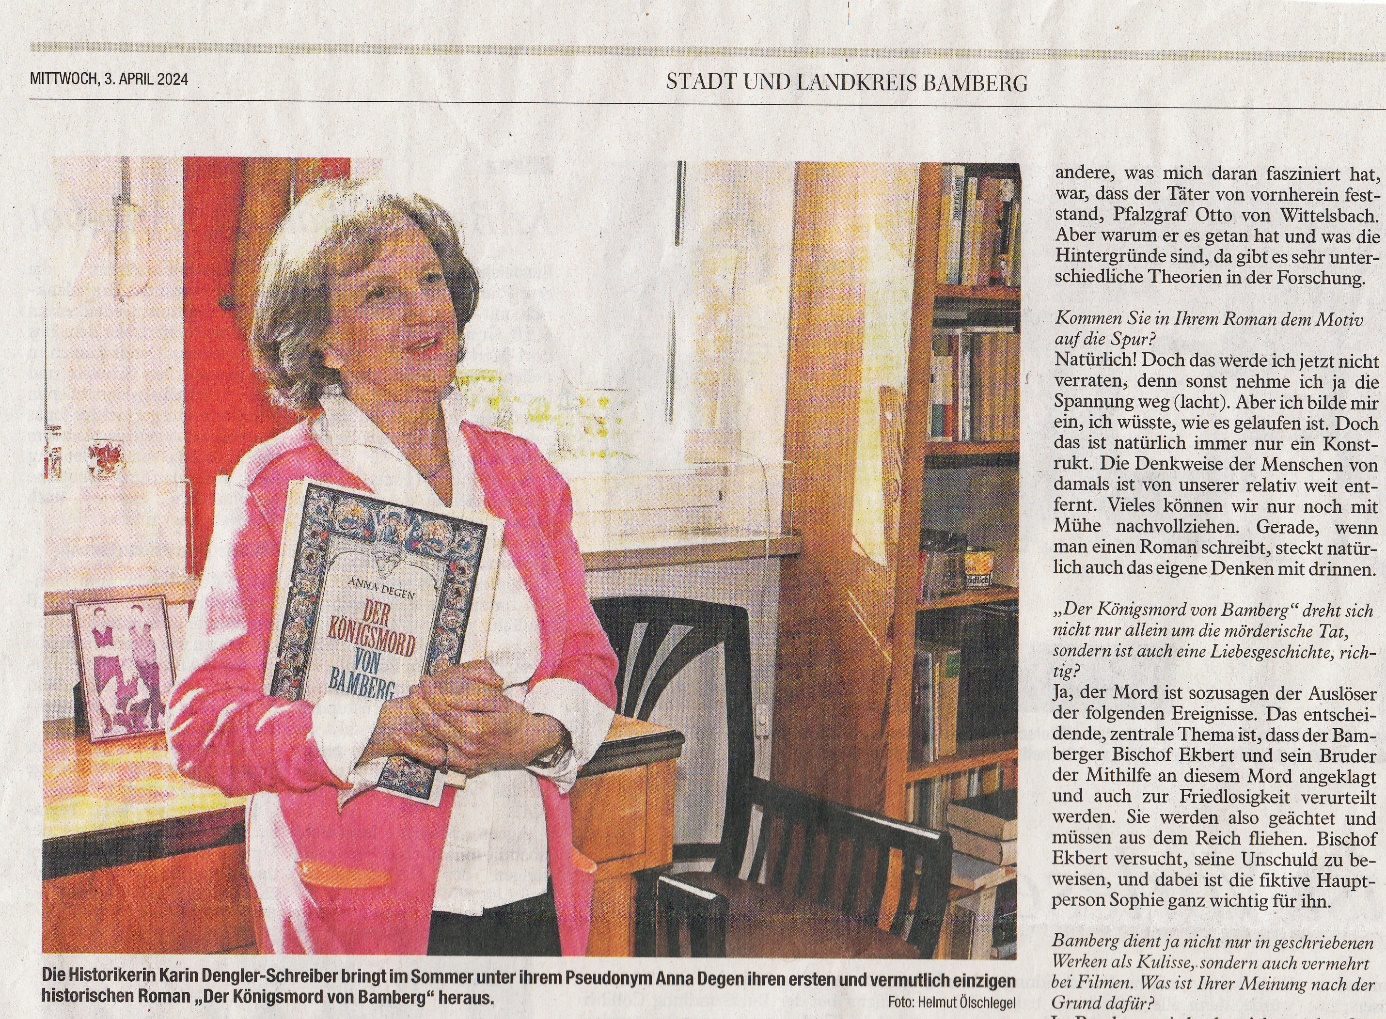 MITTWOCH, 3. APRIL 2024
STADT UND LANDKREIS BAMBERG
ANNA DEGEN
DER
KÖNIGSMORD
VON
BAMBERG
Die Historikerin Karin Dengler-Schreiber bringt im Sommer unter ihrem Pseudonym Anna Degen ihren ersten und vermutlich einzigen
historischen Roman „Der Königsmord von Bamberg“ heraus.
Foto: Helmut Ölschlegel
andere, was mich daran fasziniert hat,
war, dass der Täter von vornherein fest-
stand, Pfalzgraf Otto von Wittelsbach.
Aber warum er es getan hat und was die
Hintergründe sind, da gibt es sehr unter-
schiedliche Theorien in der Forschung.
Kommen Sie in Ihrem Roman dem Motiv
auf die Spur?
Natürlich! Doch das werde ich jetzt nicht
verraten, denn sonst nehme ich ja die
Spannung weg (lacht). Aber ich bilde mir
ein, ich wüsste, wie es gelaufen ist. Doch
das ist natürlich immer nur ein Konst-
rukt. Die Denkweise der Menschen von
damals ist von unserer relativ weit ent-
fernt. Vieles können wir nur noch mit
Mühe nachvollziehen. Gerade, wenn
man einen Roman schreibt, steckt natür-
lich auch das eigene Denken mit drinnen.
„Der Königsmord von Bamberg“ dreht sich
nicht nur allein um die mörderische Tat,
sondern ist auch eine Liebesgeschichte, rich-
tig?
Ja, der Mord ist sozusagen der Auslöser
der folgenden Ereignisse. Das entschei-
dende, zentrale Thema ist, dass der Bam-
berger Bischof Ekbert und sein Bruder
der Mithilfe an diesem Mord angeklagt
und auch zur Friedlosigkeit verurteilt
werden. Sie werden also geächtet und
müssen aus dem Reich fliehen. Bischof
Ekbert versucht, seine Unschuld zu be-
weisen, und dabei ist die fiktive Haupt-
person Sophie ganz wichtig für ihn.
Bamberg dient ja nicht nur in geschriebenen
Werken als Kulisse, sondern auch vermehrt
bei Filmen. Was ist Ihrer Meinung nach der
Grund dafür?